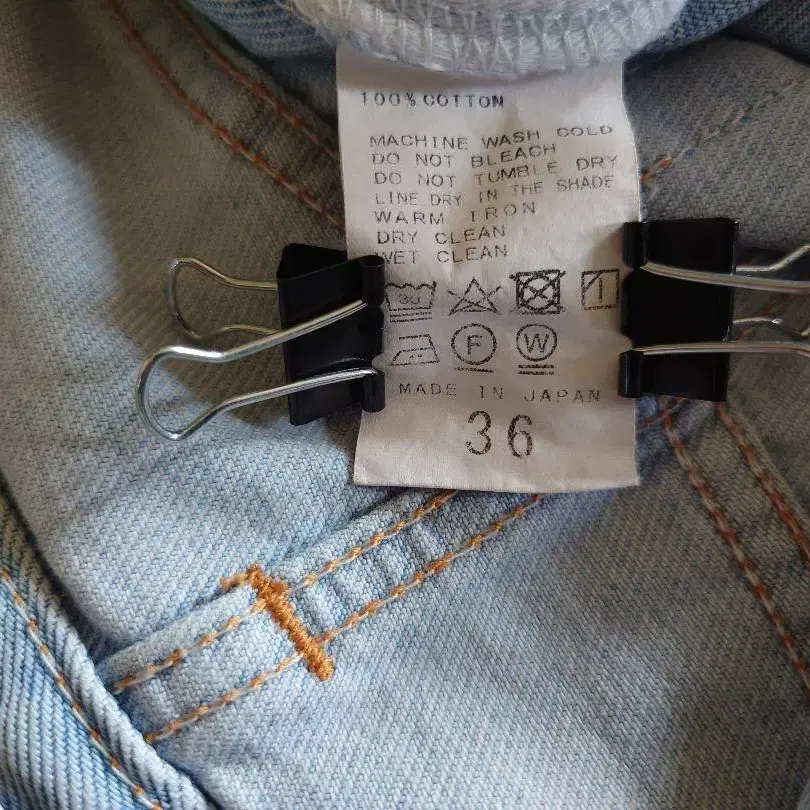 100% COTTON
MACHINE WASH COLD
DO NOT BLEACH
DO NOT TUMBLE DRY
LINE DRY IN THE SHADE
WARM IRON
DRY CLEAN
WET CLEAN
30
F W
MADE IN JAPAN
36